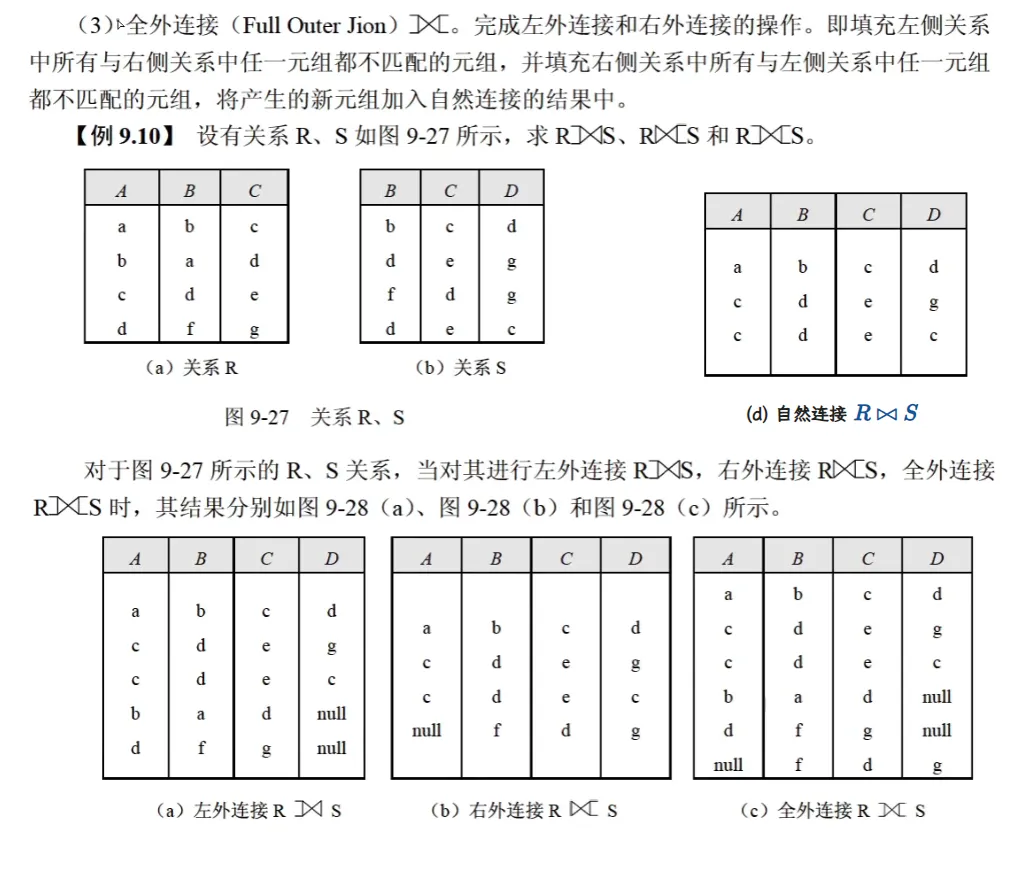 （3）全外连接（Full Outer Jion）⟗。完成左外连接和右外连接的操作。即填充左侧关系
中所有与右侧关系中任一元组都不匹配的元组，并填充右侧关系中所有与左侧关系中任一元组
都不匹配的元组，将产生的新元组加入自然连接的结果中。
【例 9.10】 设有关系 R、S 如图 9-27 所示，求 R⟕S、R⟖S 和 R⟗S。
A B C
a b c
b a d
c d e
d f g
（a）关系 R
B C D
b c d
d e g
f d g
d e c
（b）关系 S
图 9-27 关系 R、S
A B C D
a b c d
c d e g
c d e c
(d) 自然连接 R ⋈ S
对于图 9-27 所示的 R、S 关系，当对其进行左外连接 R⟕S，右外连接 R⟖S，全外连接
R⟗S 时，其结果分别如图 9-28（a）、图 9-28（b）和图 9-28（c）所示。
A B C D
a b c d
c d e g
c d e c
b a d null
d f g null
（a）左外连接 R ⟕ S
A B C D
a b c d
c d e g
c d e c
null f d g
（b）右外连接 R ⟖ S
A B C D
a b c d
c d e g
c d e c
b a d null
d f g null
null f d g
（c）全外连接 R ⟗ S